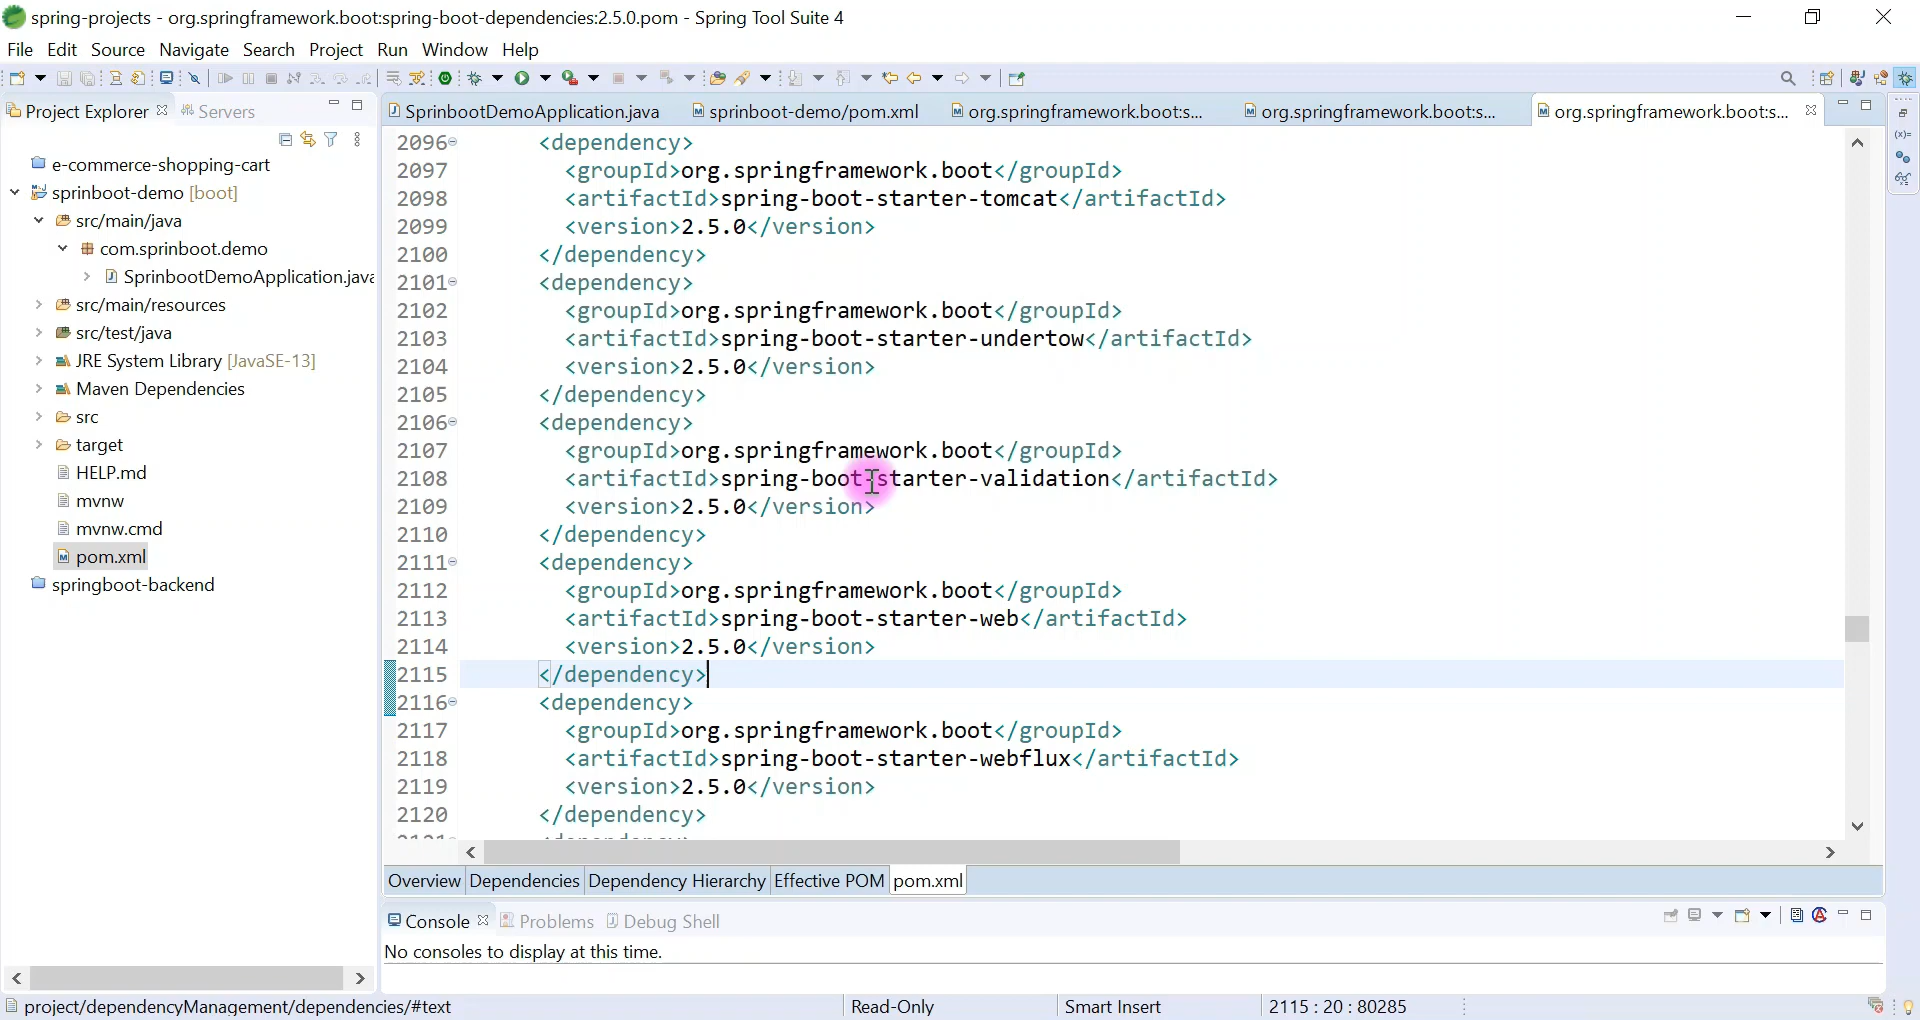 spring-projects - org.springframework.boot:spring-boot-dependencies:2.5.0.pom - Spring Tool Suite 4
File Edit Source Navigate Search Project Run Window Help
Project Explorer
Servers
e-commerce-shopping-cart
sprinboot-demo [boot]
src/main/java
com.sprinboot.demo
SprinbootDemoApplication.java
src/main/resources
src/test/java
JRE System Library [JavaSE-13]
Maven Dependencies
src
target
HELP.md
mvnw
mvnw.cmd
pom.xml
springboot-backend
SprinbootDemoApplication.java
sprinboot-demo/pom.xml
org.springframework.boot:s...
org.springframework.boot:s...
org.springframework.boot:s...
2096 <dependency>
2097 <groupId>org.springframework.boot</groupId>
2098 <artifactId>spring-boot-starter-tomcat</artifactId>
2099 <version>2.5.0</version>
2100 </dependency>
2101 <dependency>
2102 <groupId>org.springframework.boot</groupId>
2103 <artifactId>spring-boot-starter-undertow</artifactId>
2104 <version>2.5.0</version>
2105 </dependency>
2106 <dependency>
2107 <groupId>org.springframework.boot</groupId>
2108 <artifactId>spring-boot-starter-validation</artifactId>
2109 <version>2.5.0</version>
2110 </dependency>
2111 <dependency>
2112 <groupId>org.springframework.boot</groupId>
2113 <artifactId>spring-boot-starter-web</artifactId>
2114 <version>2.5.0</version>
2115 </dependency>
2116 <dependency>
2117 <groupId>org.springframework.boot</groupId>
2118 <artifactId>spring-boot-starter-webflux</artifactId>
2119 <version>2.5.0</version>
2120 </dependency>
Overview Dependencies Dependency Hierarchy Effective POM pom.xml
Console Problems Debug Shell
No consoles to display at this time.
project/dependencyManagement/dependencies/#text
Read-Only
Smart Insert
2115 : 20 : 80285